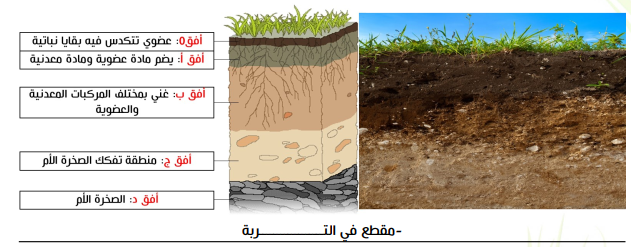 أفق0: عضوي تتكدس فيه بقايا نباتية
أفق أ: يضم مادة عضوية ومادة معدنية
أفق ب: غني بمختلف المركبات المعدنية
والعضوية
أفق ج: منطقة تفكك الصخرة الأم
أفق د: الصخرة الأم
-مقطع في التـــــــــــــــــــربة